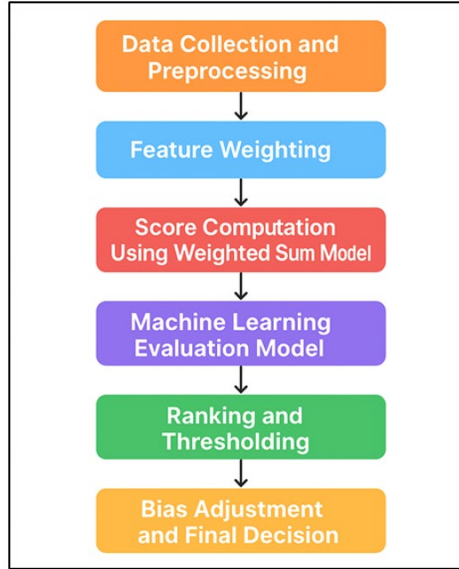 Data Collection and
Preprocessing
Feature Weighting
Score Computation
Using Weighted Sum Model
Machine Learning
Evaluation Model
Ranking and
Thresholding
Bias Adjustment
and Final Decision